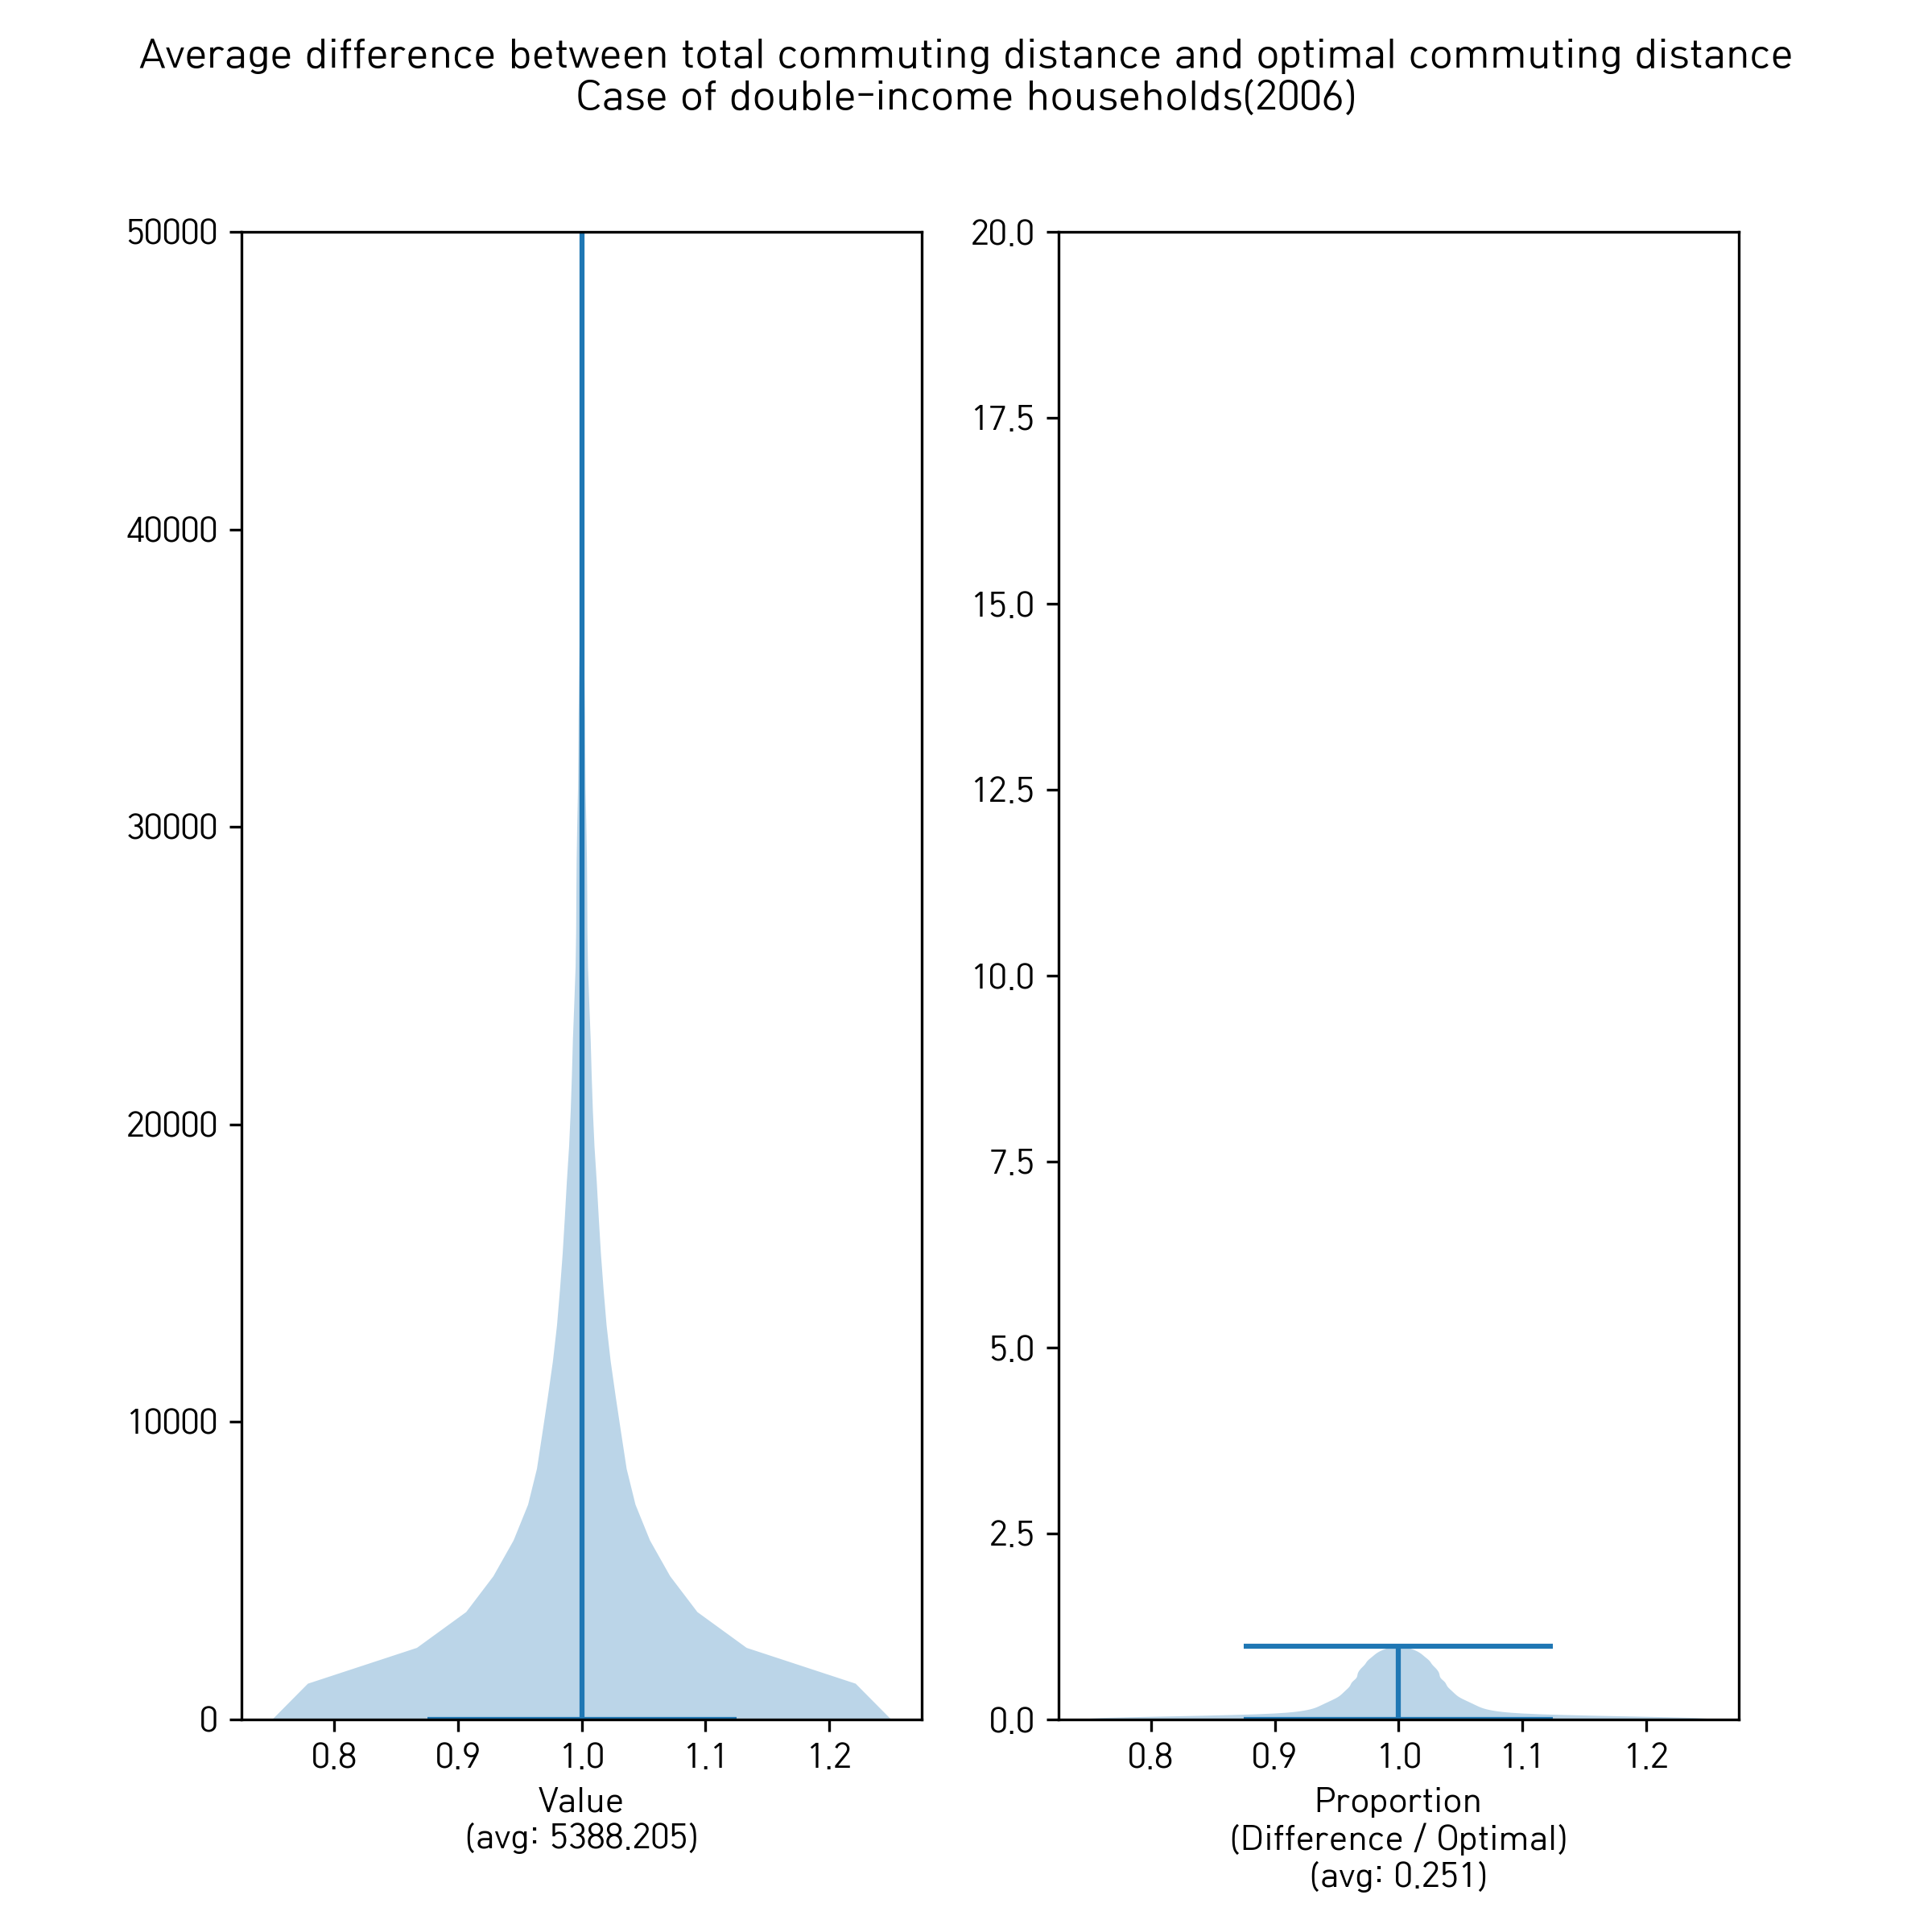 Average difference between total commuting distance and optimal commuting distance
Case of double-income households(2006)
50000
40000
30000
20000
10000
0
0.8 0.9 1.0 1.1 1.2
Value
(avg: 5388.205)
20.0
17.5
15.0
12.5
10.0
7.5
5.0
2.5
0.0
0.8 0.9 1.0 1.1 1.2
Proportion
(Difference / Optimal)
(avg: 0.251)